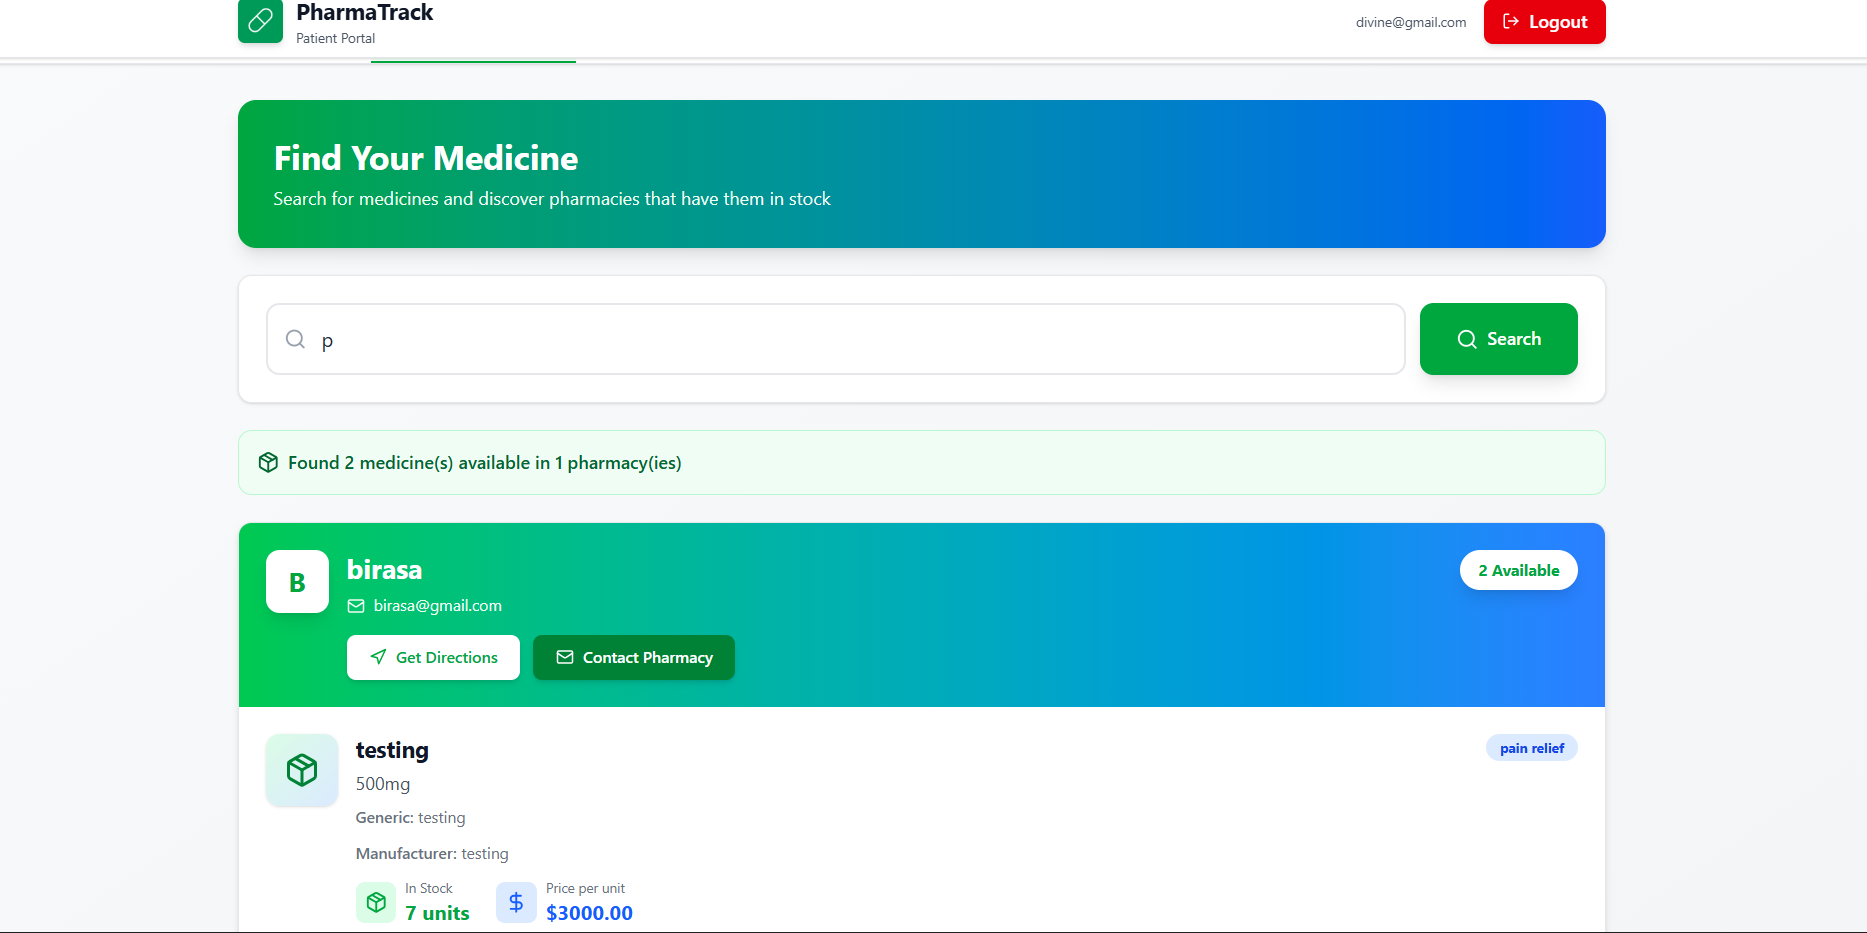 PharmaTrack
Patient Portal
divine@gmail.com
Logout
Find Your Medicine
Search for medicines and discover pharmacies that have them in stock
p
Search
Found 2 medicine(s) available in 1 pharmacy(ies)
B
birasa
birasa@gmail.com
2 Available
Get Directions
Contact Pharmacy
testing
pain relief
500mg
Generic: testing
Manufacturer: testing
In Stock
7 units
Price per unit
$3000.00